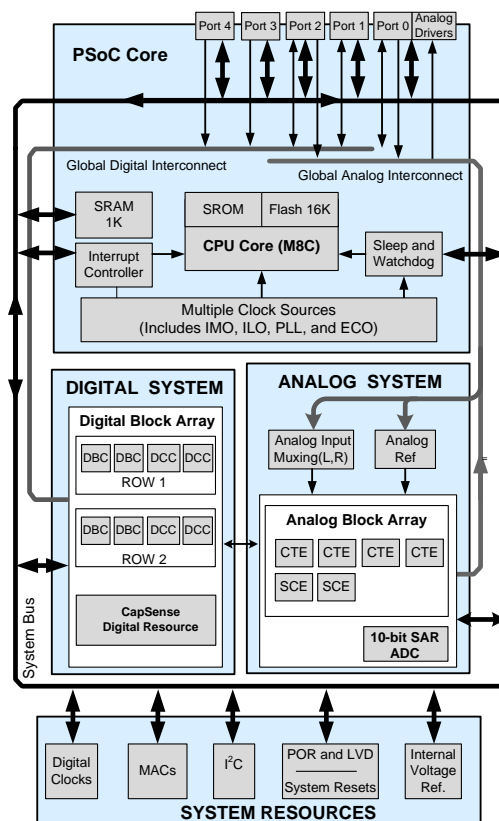 Port 4 Port 3 Port 2 Port 1 Port 0 Analog Drivers
PSoC Core
Global Digital Interconnect
Global Analog Interconnect
SRAM
1K
SROM Flash 16K
CPU Core (M8C)
Interrupt
Controller
Sleep and
Watchdog
Multiple Clock Sources
(Includes IMO, ILO, PLL, and ECO)
DIGITAL SYSTEM
Digital Block Array
DBC DBC DCC DCC
ROW 1
DBC DBC DCC DCC
ROW 2
CapSense
Digital Resource
ANALOG SYSTEM
Analog Input
Muxing(L,R)
Analog
Ref
Analog Block Array
CTE CTE CTE CTE
SCE SCE
10-bit SAR
ADC
System Bus
Digital
Clocks
MACs
I²C
POR and LVD
System Resets
Internal
Voltage
Ref.
SYSTEM RESOURCES